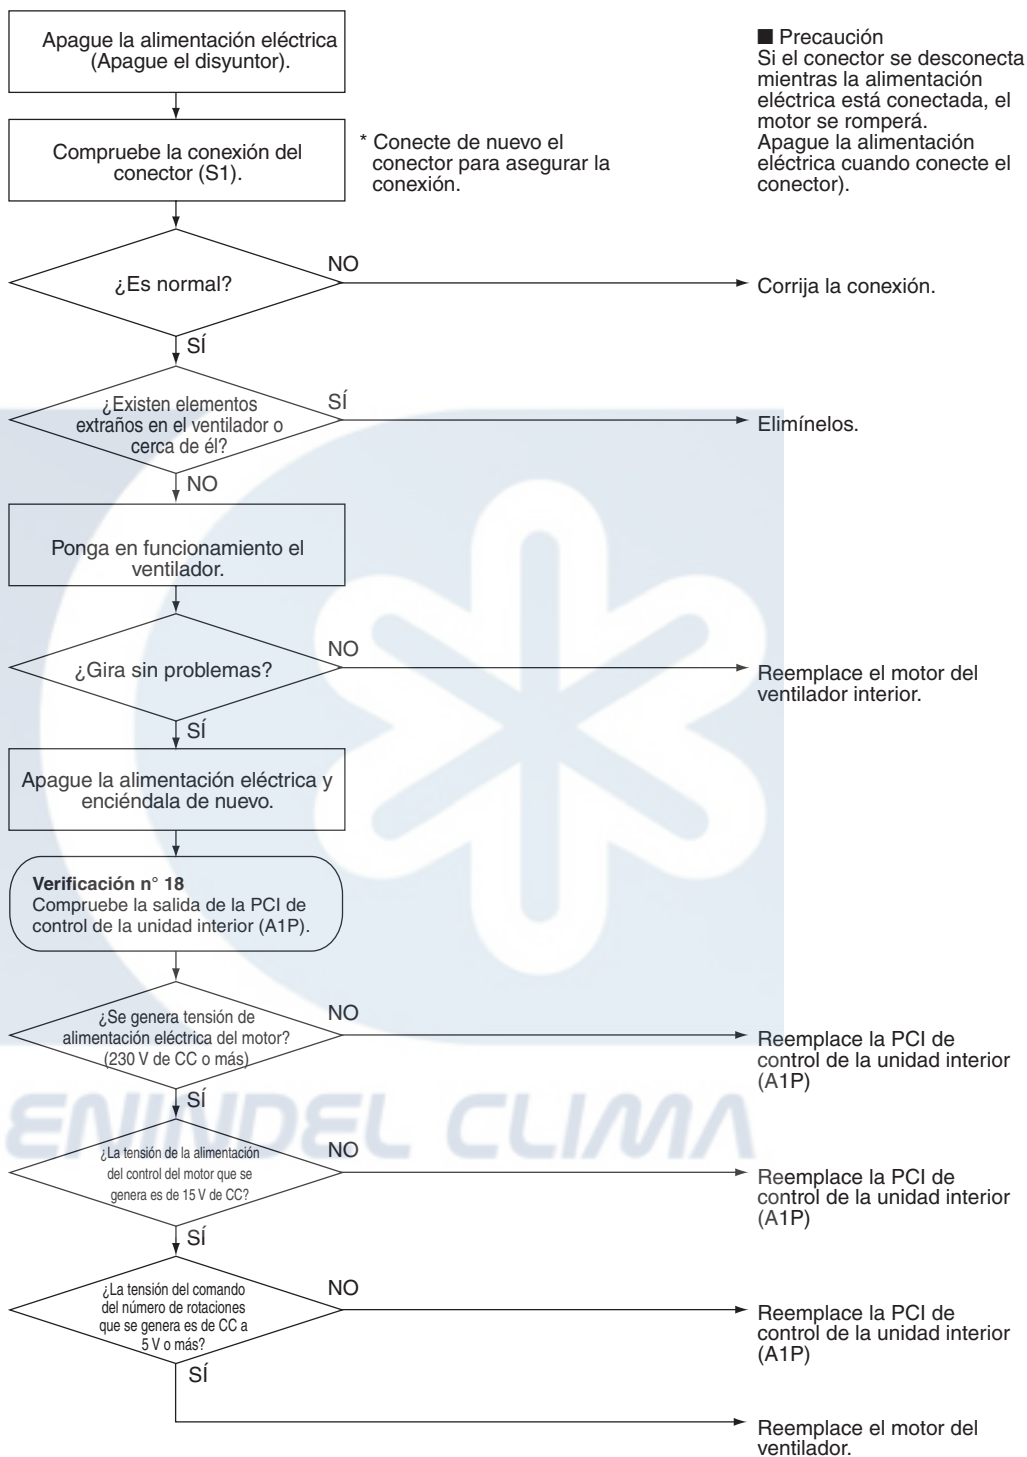 Apague la alimentación eléctrica
(Apague el disyuntor).
■ Precaución
Si el conector se desconecta
mientras la alimentación
eléctrica está conectada, el
motor se romperá.
Apague la alimentación
eléctrica cuando conecte el
conector).
Compruebe la conexión del
conector (S1).
* Conecte de nuevo el
conector para asegurar la
conexión.
¿Es normal?
NO
Corrija la conexión.
SÍ
¿Existen elementos
extraños en el ventilador o
cerca de él?
SÍ
Elimínelos.
NO
Ponga en funcionamiento el
ventilador.
¿Gira sin problemas?
NO
Reemplace el motor del
ventilador interior.
SÍ
Apague la alimentación eléctrica y
enciéndala de nuevo.
Verificación n° 18
Compruebe la salida de la PCI de
control de la unidad interior (A1P).
¿Se genera tensión de
alimentación eléctrica del motor?
(230 V de CC o más)
NO
Reemplace la PCI de
control de la unidad interior
(A1P)
SÍ
ENINDEL CLIMA
¿La tensión de la alimentación
del control del motor que se
genera es de 15 V de CC?
NO
Reemplace la PCI de
control de la unidad interior
(A1P)
SÍ
¿La tensión del comando
del número de rotaciones
que se genera es de CC a
5 V o más?
NO
Reemplace la PCI de
control de la unidad interior
(A1P)
SÍ
Reemplace el motor del
ventilador.